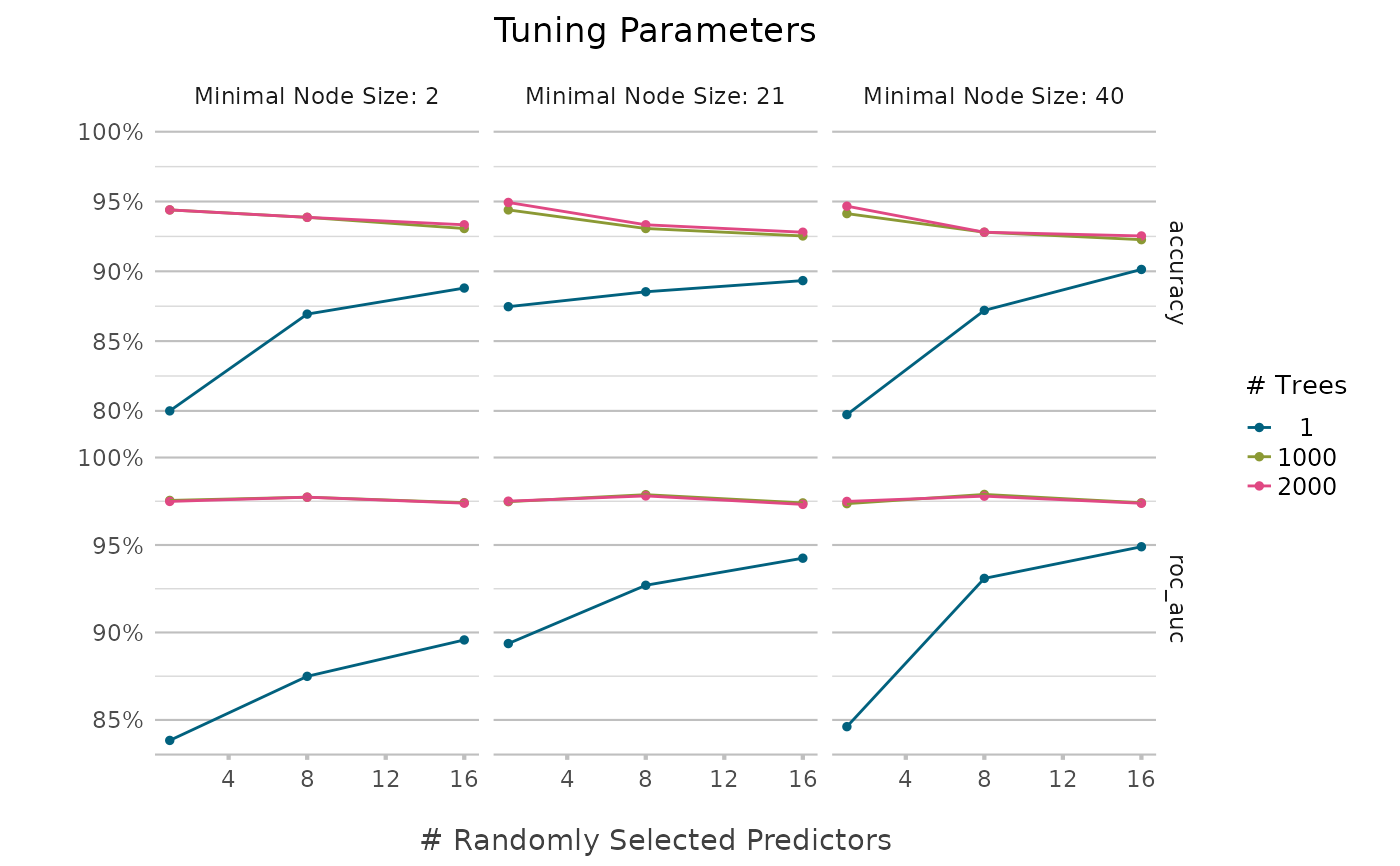 Tuning Parameters
Minimal Node Size: 2
Minimal Node Size: 21
Minimal Node Size: 40
100%
95%
90%
85%
80%
accuracy
100%
95%
90%
85%
roc_auc
4 8 12 16
4 8 12 16
4 8 12 16
# Randomly Selected Predictors
# Trees
1
1000
2000